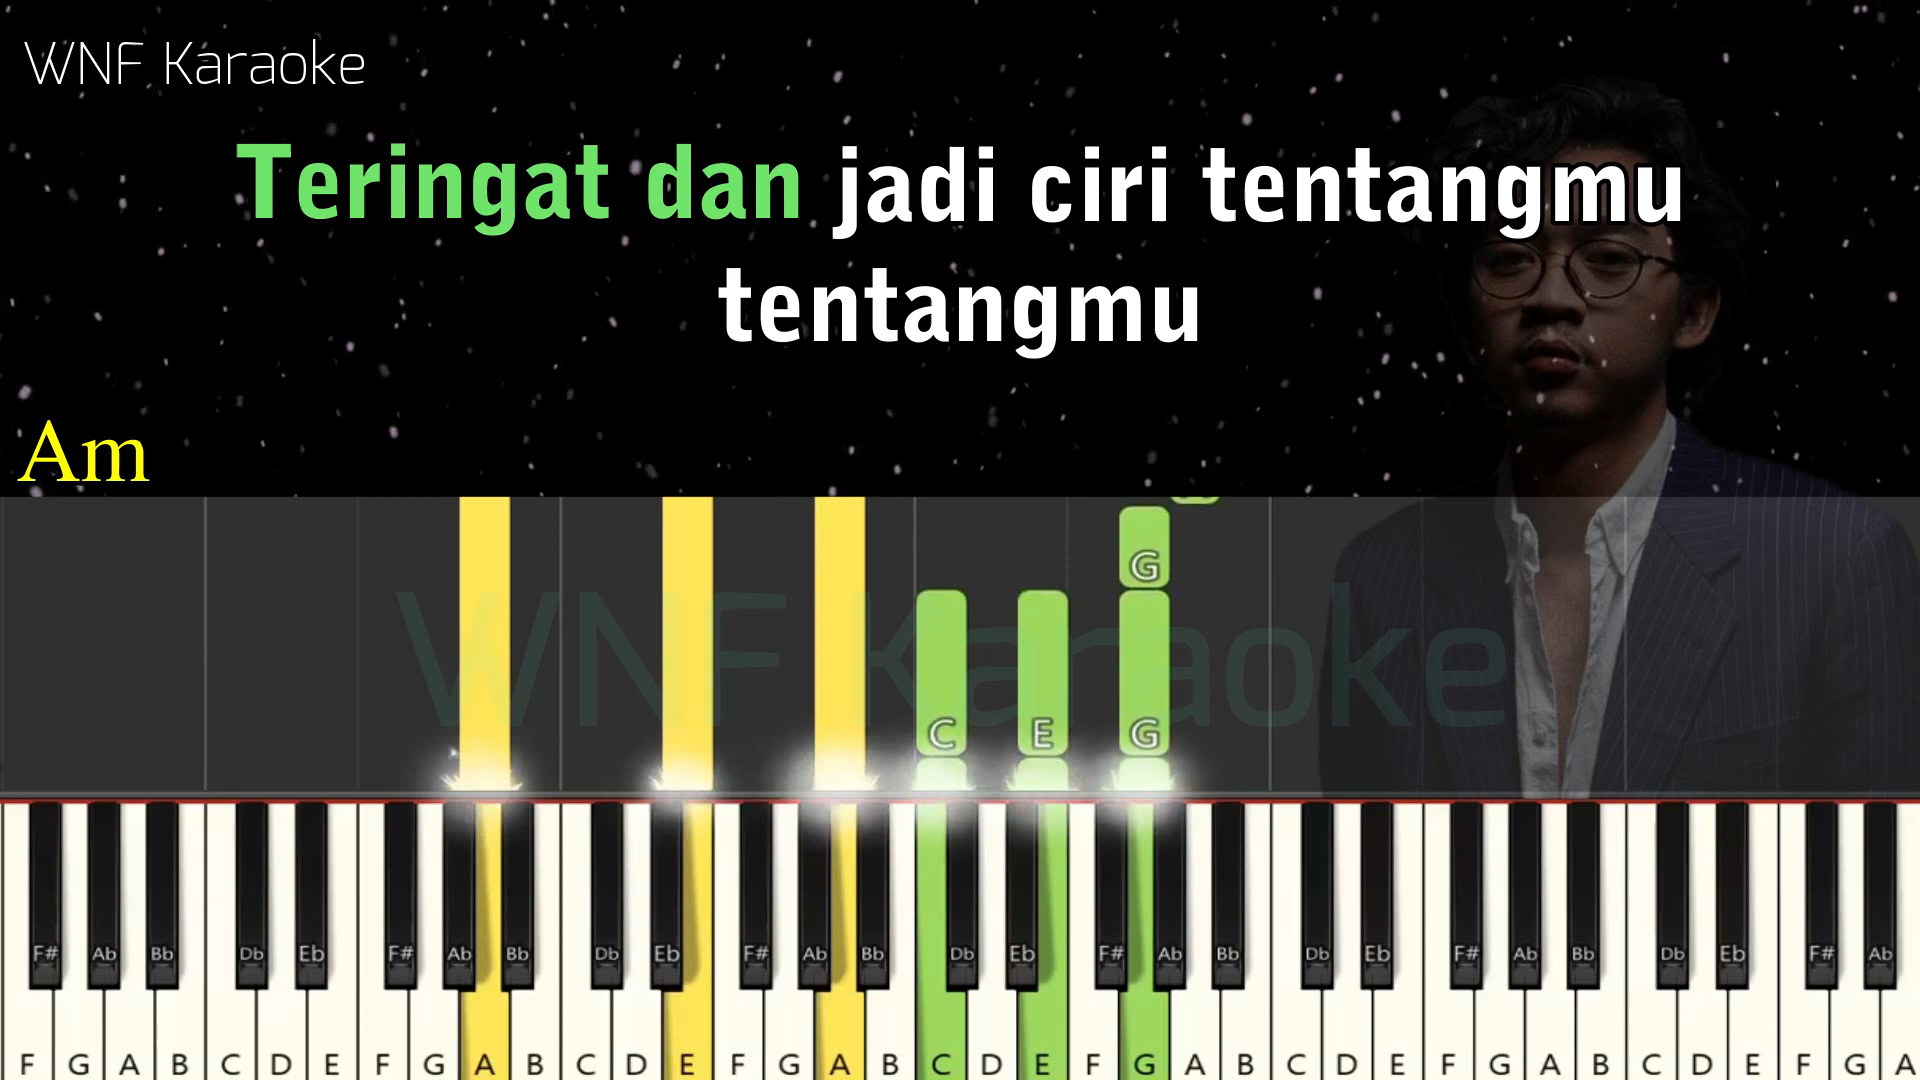 WNF Karaoke
Teringat dan jadi ciri tentangmu
tentangmu
Am
G
WNF Karaoke
C E G
F# Ab Bb Db Eb F# Ab Bb Db Eb F# Ab Bb Db Eb F# Ab Bb Db Eb F# Ab Bb Db Eb F# Ab
F G A B C D E F G A B C D E F G A B C D E F G A B C D E F G A B C D E F G A